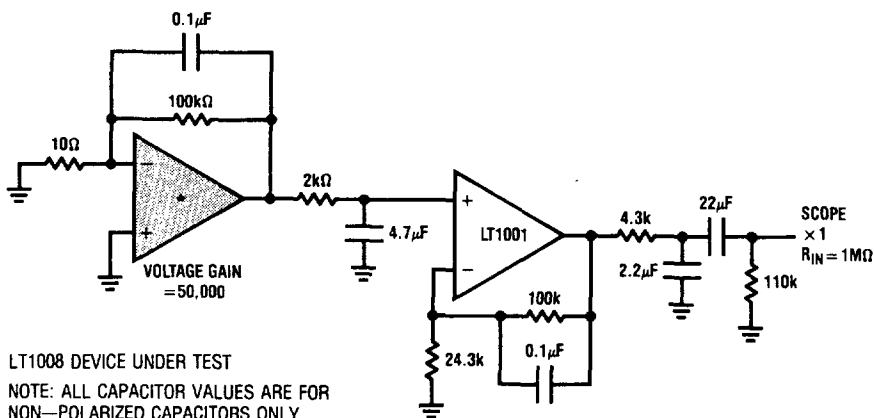 0.1µF
100kΩ
10Ω
−
*
+
VOLTAGE GAIN
=50,000
2kΩ
4.7µF
+
LT1001
−
100k
0.1µF
24.3k
4.3k
2.2µF
22µF
110k
SCOPE
×1
RIN=1MΩ
LT1008 DEVICE UNDER TEST
NOTE: ALL CAPACITOR VALUES ARE FOR
NON—POLARIZED CAPACITORS ONLY